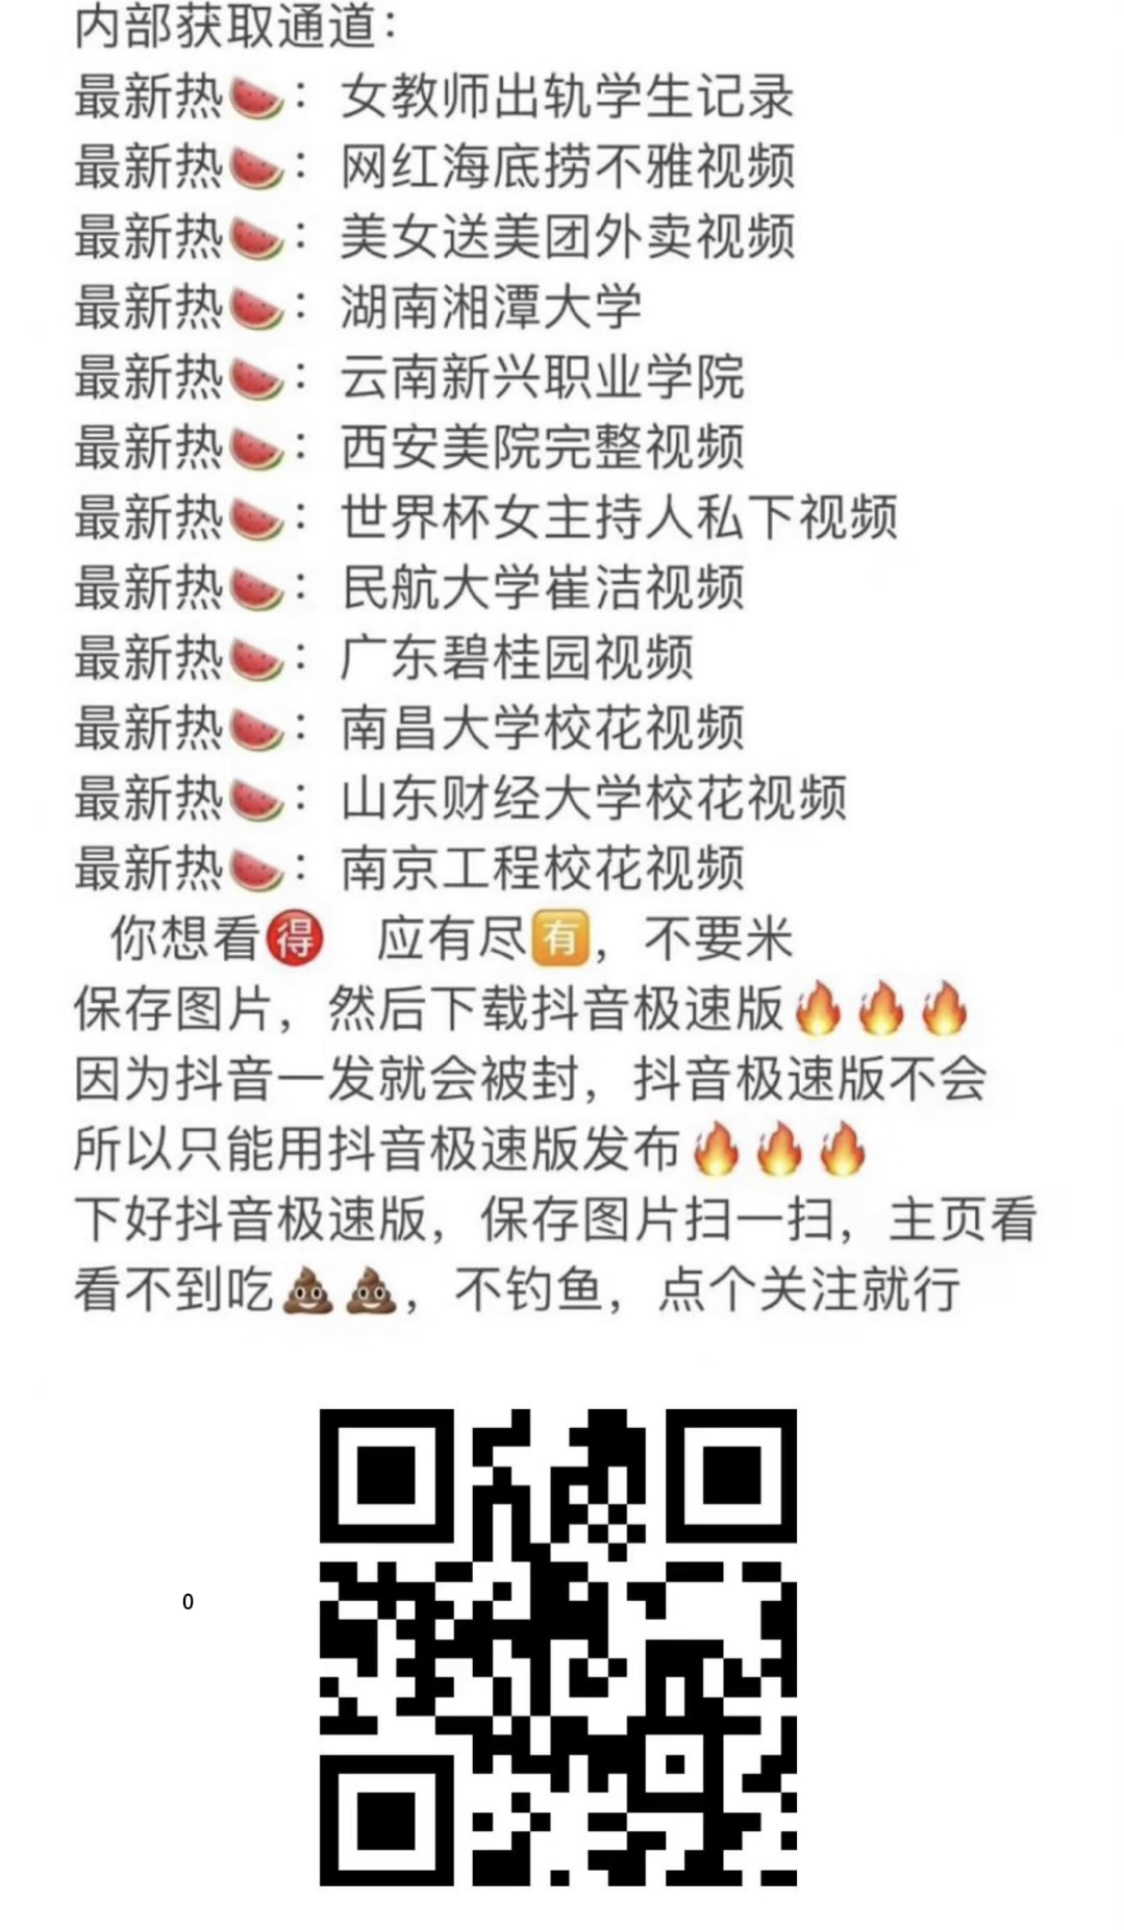 内部获取通道：
最新热🍉：女教师出轨学生记录
最新热🍉：网红海底捞不雅视频
最新热🍉：美女送美团外卖视频
最新热🍉：湖南湘潭大学
最新热🍉：云南新兴职业学院
最新热🍉：西安美院完整视频
最新热🍉：世界杯女主持人私下视频
最新热🍉：民航大学崔洁视频
最新热🍉：广东碧桂园视频
最新热🍉：南昌大学校花视频
最新热🍉：山东财经大学校花视频
最新热🍉：南京工程校花视频
你想看🉐 应有尽🈶，不要米
保存图片，然后下载抖音极速版🔥🔥🔥
因为抖音一发就会被封，抖音极速版不会
所以只能用抖音极速版发布🔥🔥🔥
下好抖音极速版，保存图片扫一扫，主页看
看不到吃💩💩，不钓鱼，点个关注就行
0